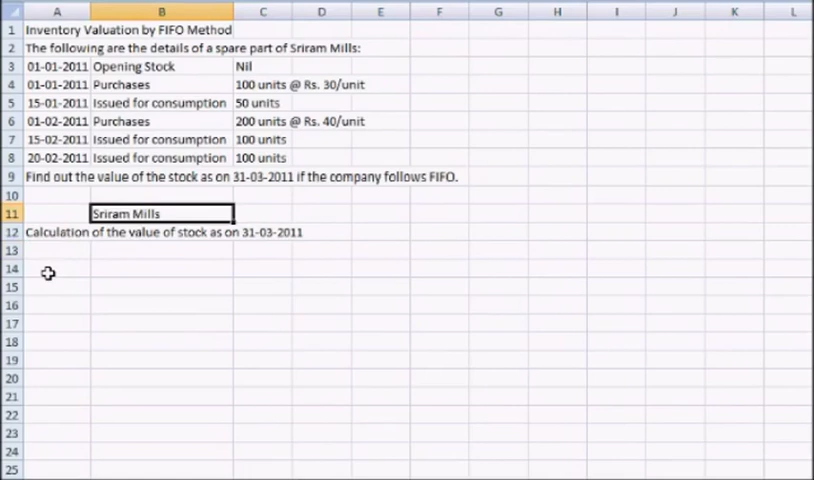 A B C D E F G H I J K L
1 Inventory Valuation by FIFO Method
2 The following are the details of a spare part of Sriram Mills:
3 01-01-2011 Opening Stock Nil
4 01-01-2011 Purchases 100 units @ Rs. 30/unit
5 15-01-2011 Issued for consumption 50 units
6 01-02-2011 Purchases 200 units @ Rs. 40/unit
7 15-02-2011 Issued for consumption 100 units
8 20-02-2011 Issued for consumption 100 units
9 Find out the value of the stock as on 31-03-2011 if the company follows FIFO.
10
11 Sriram Mills
12 Calculation of the value of stock as on 31-03-2011
13
14
15
16
17
18
19
20
21
22
23
24
25